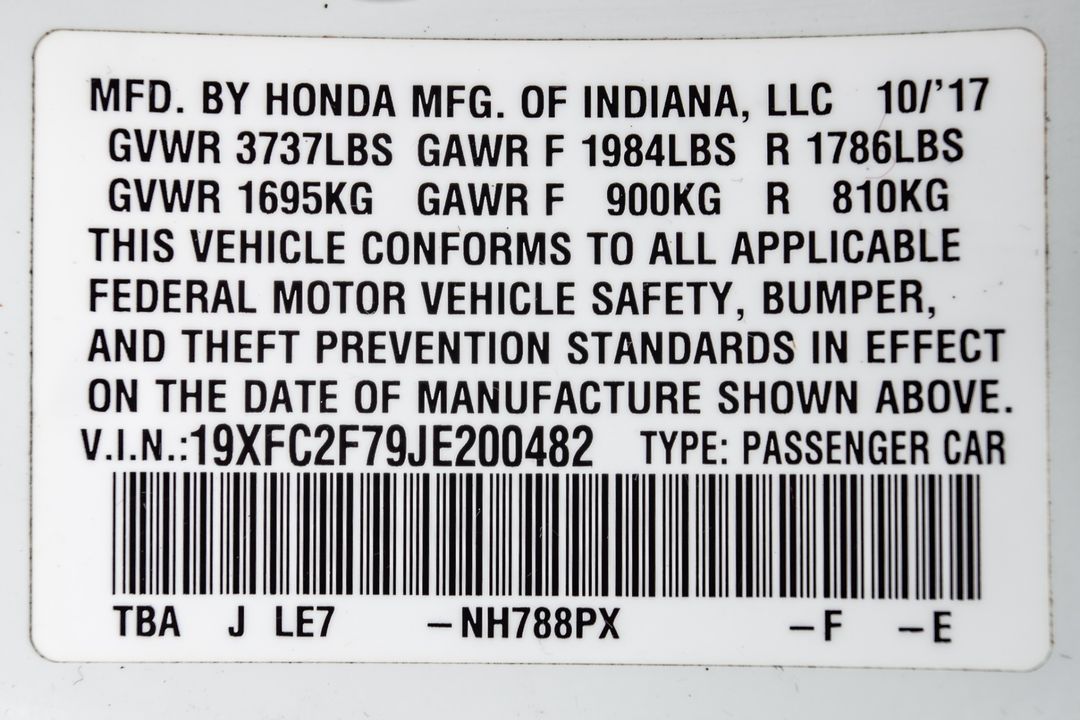 MFD. BY HONDA MFG. OF INDIANA, LLC 10/'17
GVWR 3737LBS GAWR F 1984LBS R 1786LBS
GVWR 1695KG GAWR F 900KG R 810KG
THIS VEHICLE CONFORMS TO ALL APPLICABLE
FEDERAL MOTOR VEHICLE SAFETY, BUMPER,
AND THEFT PREVENTION STANDARDS IN EFFECT
ON THE DATE OF MANUFACTURE SHOWN ABOVE.
V.I.N.:19XFC2F79JE200482 TYPE: PASSENGER CAR
TBA J LE7 –NH788PX –F –E